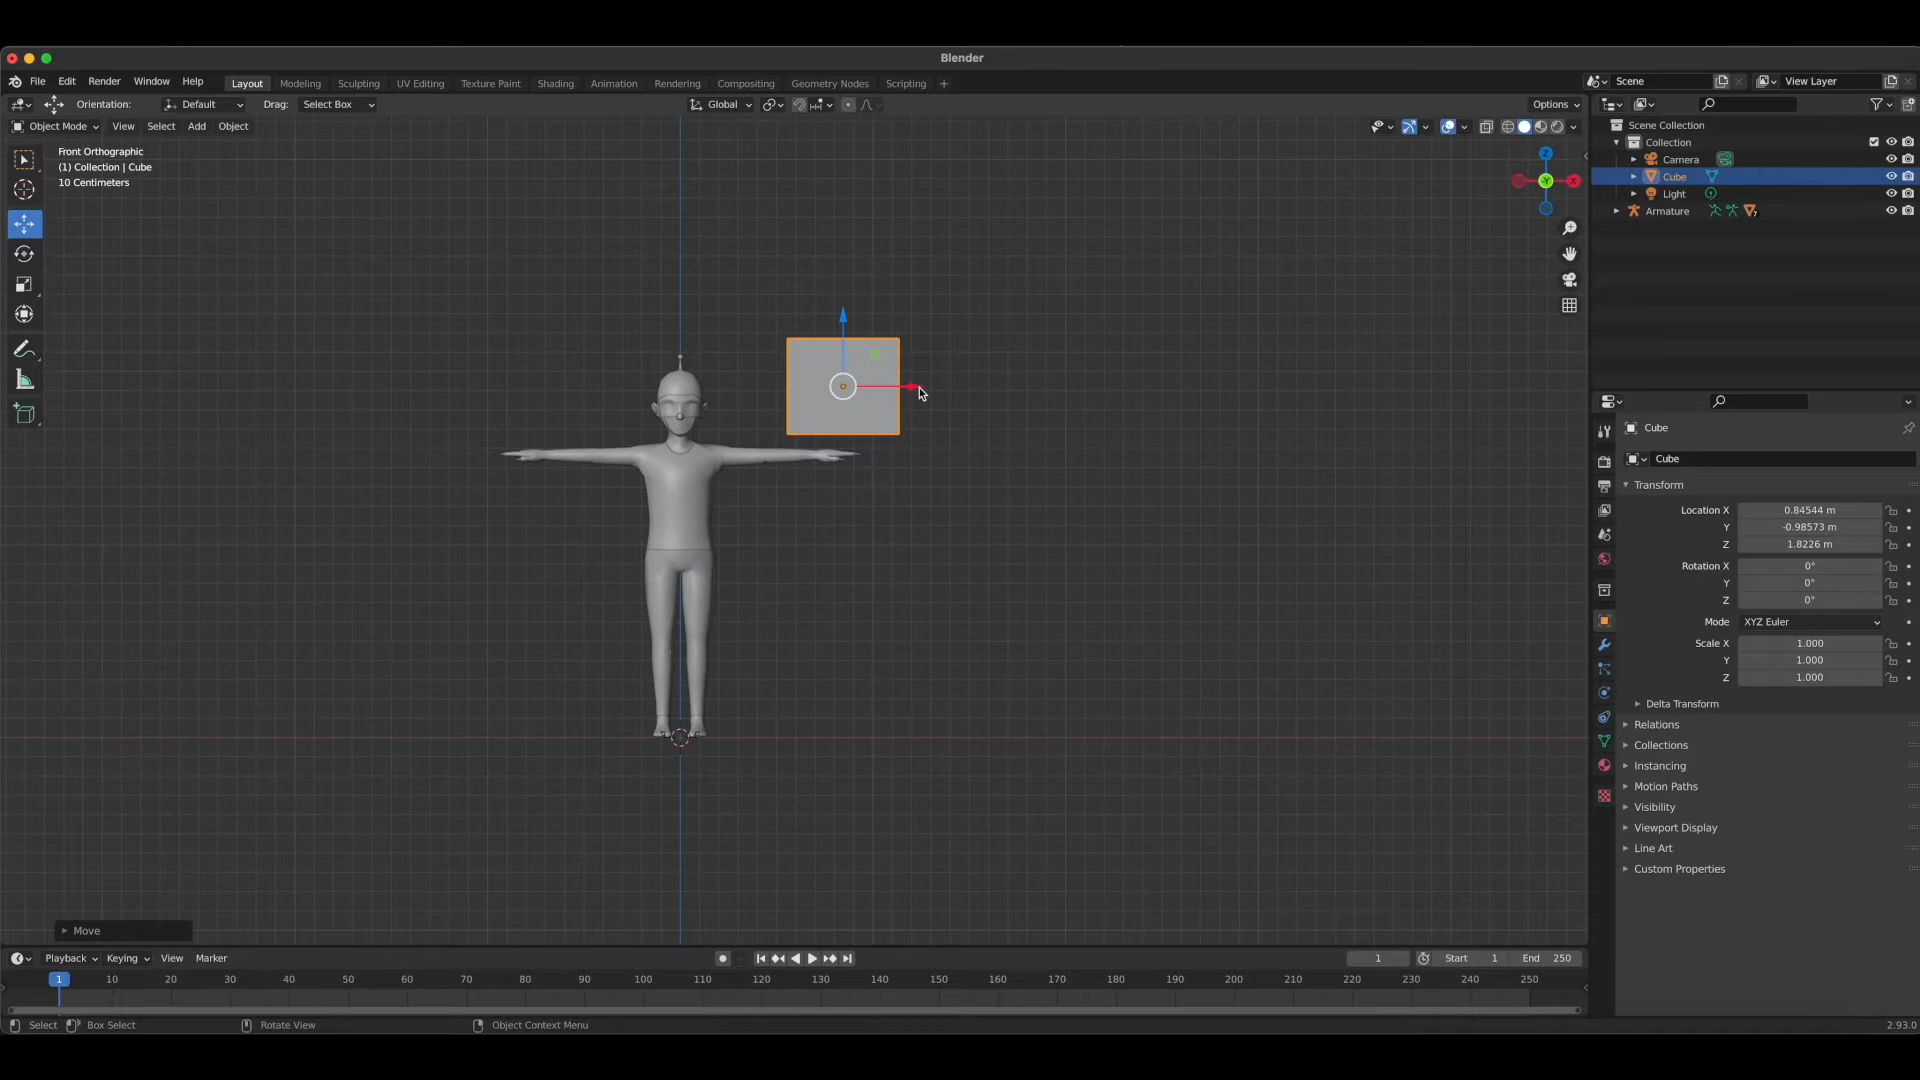 Blender
File Edit Render Window Help
Layout Modeling Sculpting UV Editing Texture Paint Shading Animation Rendering Compositing Geometry Nodes Scripting +
Scene
View Layer
Orientation: Default Drag: Select Box
Global
Options
Object Mode View Select Add Object
Front Orthographic
(1) Collection | Cube
10 Centimeters
Z
Y
X
Scene Collection
Collection
Camera
Cube
Light
Armature
7
Cube
Cube
Transform
Location X 0.84544 m
Y -0.98573 m
Z 1.8226 m
Rotation X 0°
Y 0°
Z 0°
Mode XYZ Euler
Scale X 1.000
Y 1.000
Z 1.000
Delta Transform
Relations
Collections
Instancing
Motion Paths
Visibility
Viewport Display
Line Art
Custom Properties
Move
Playback Keying View Marker
1 Start 1 End 250
1 10 20 30 40 50 60 70 80 90 100 110 120 130 140 150 160 170 180 190 200 210 220 230 240 250
Select Box Select Rotate View Object Context Menu
2.93.0